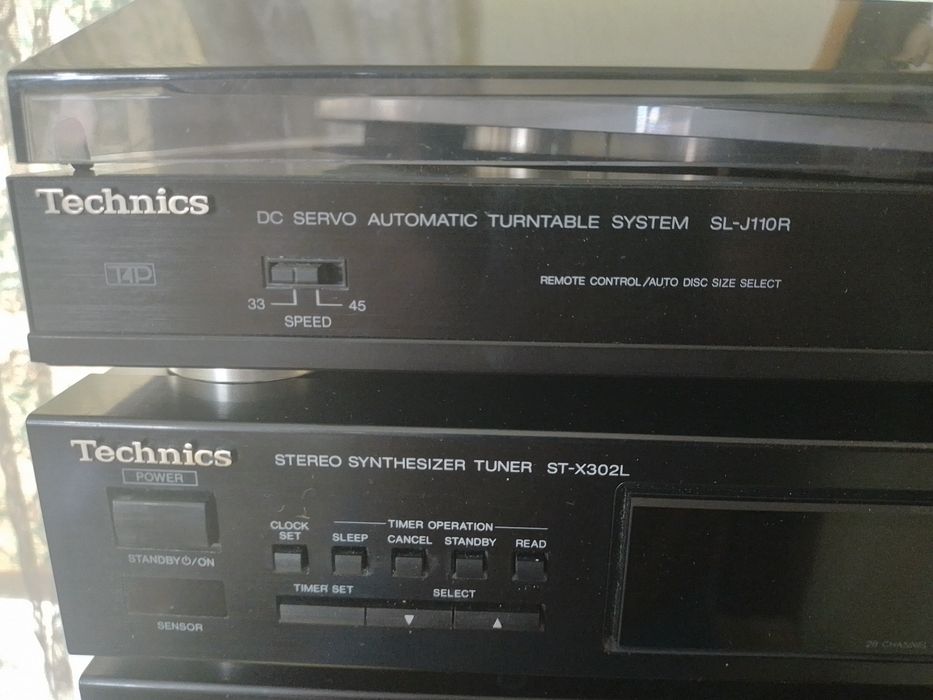 Technics
DC SERVO AUTOMATIC TURNTABLE SYSTEM SL-J110R
T4P
REMOTE CONTROL/AUTO DISC SIZE SELECT
33 45
SPEED
Technics
STEREO SYNTHESIZER TUNER ST-X302L
POWER
STANDBY⏻/ON
SENSOR
CLOCK
SET
TIMER OPERATION
SLEEP CANCEL STANDBY READ
TIMER SET SELECT
▼ ▲
28-CHANNEL